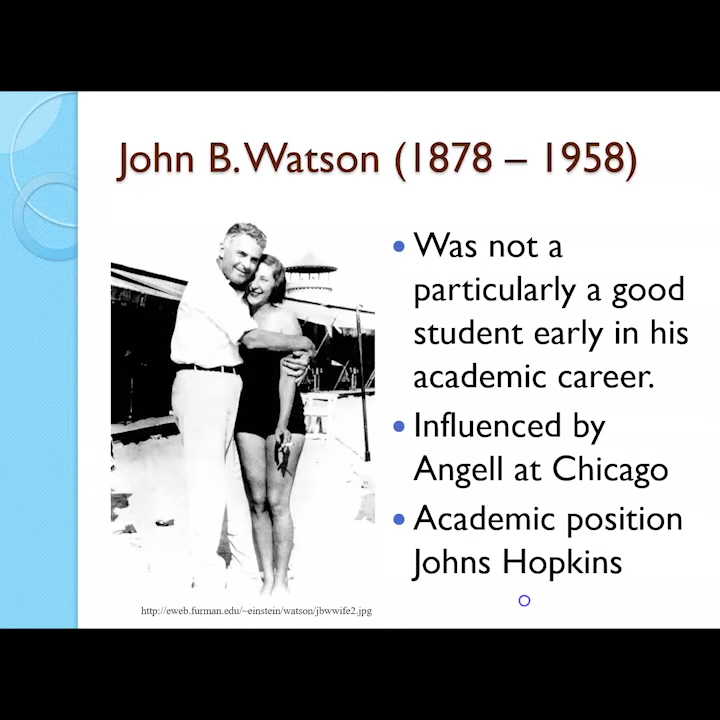 John B. Watson (1878 – 1958)
Was not a
particularly a good
student early in his
academic career.
Influenced by
Angell at Chicago
Academic position
Johns Hopkins
http://eweb.furman.edu/~einstein/watson/jbwwife2.jpg